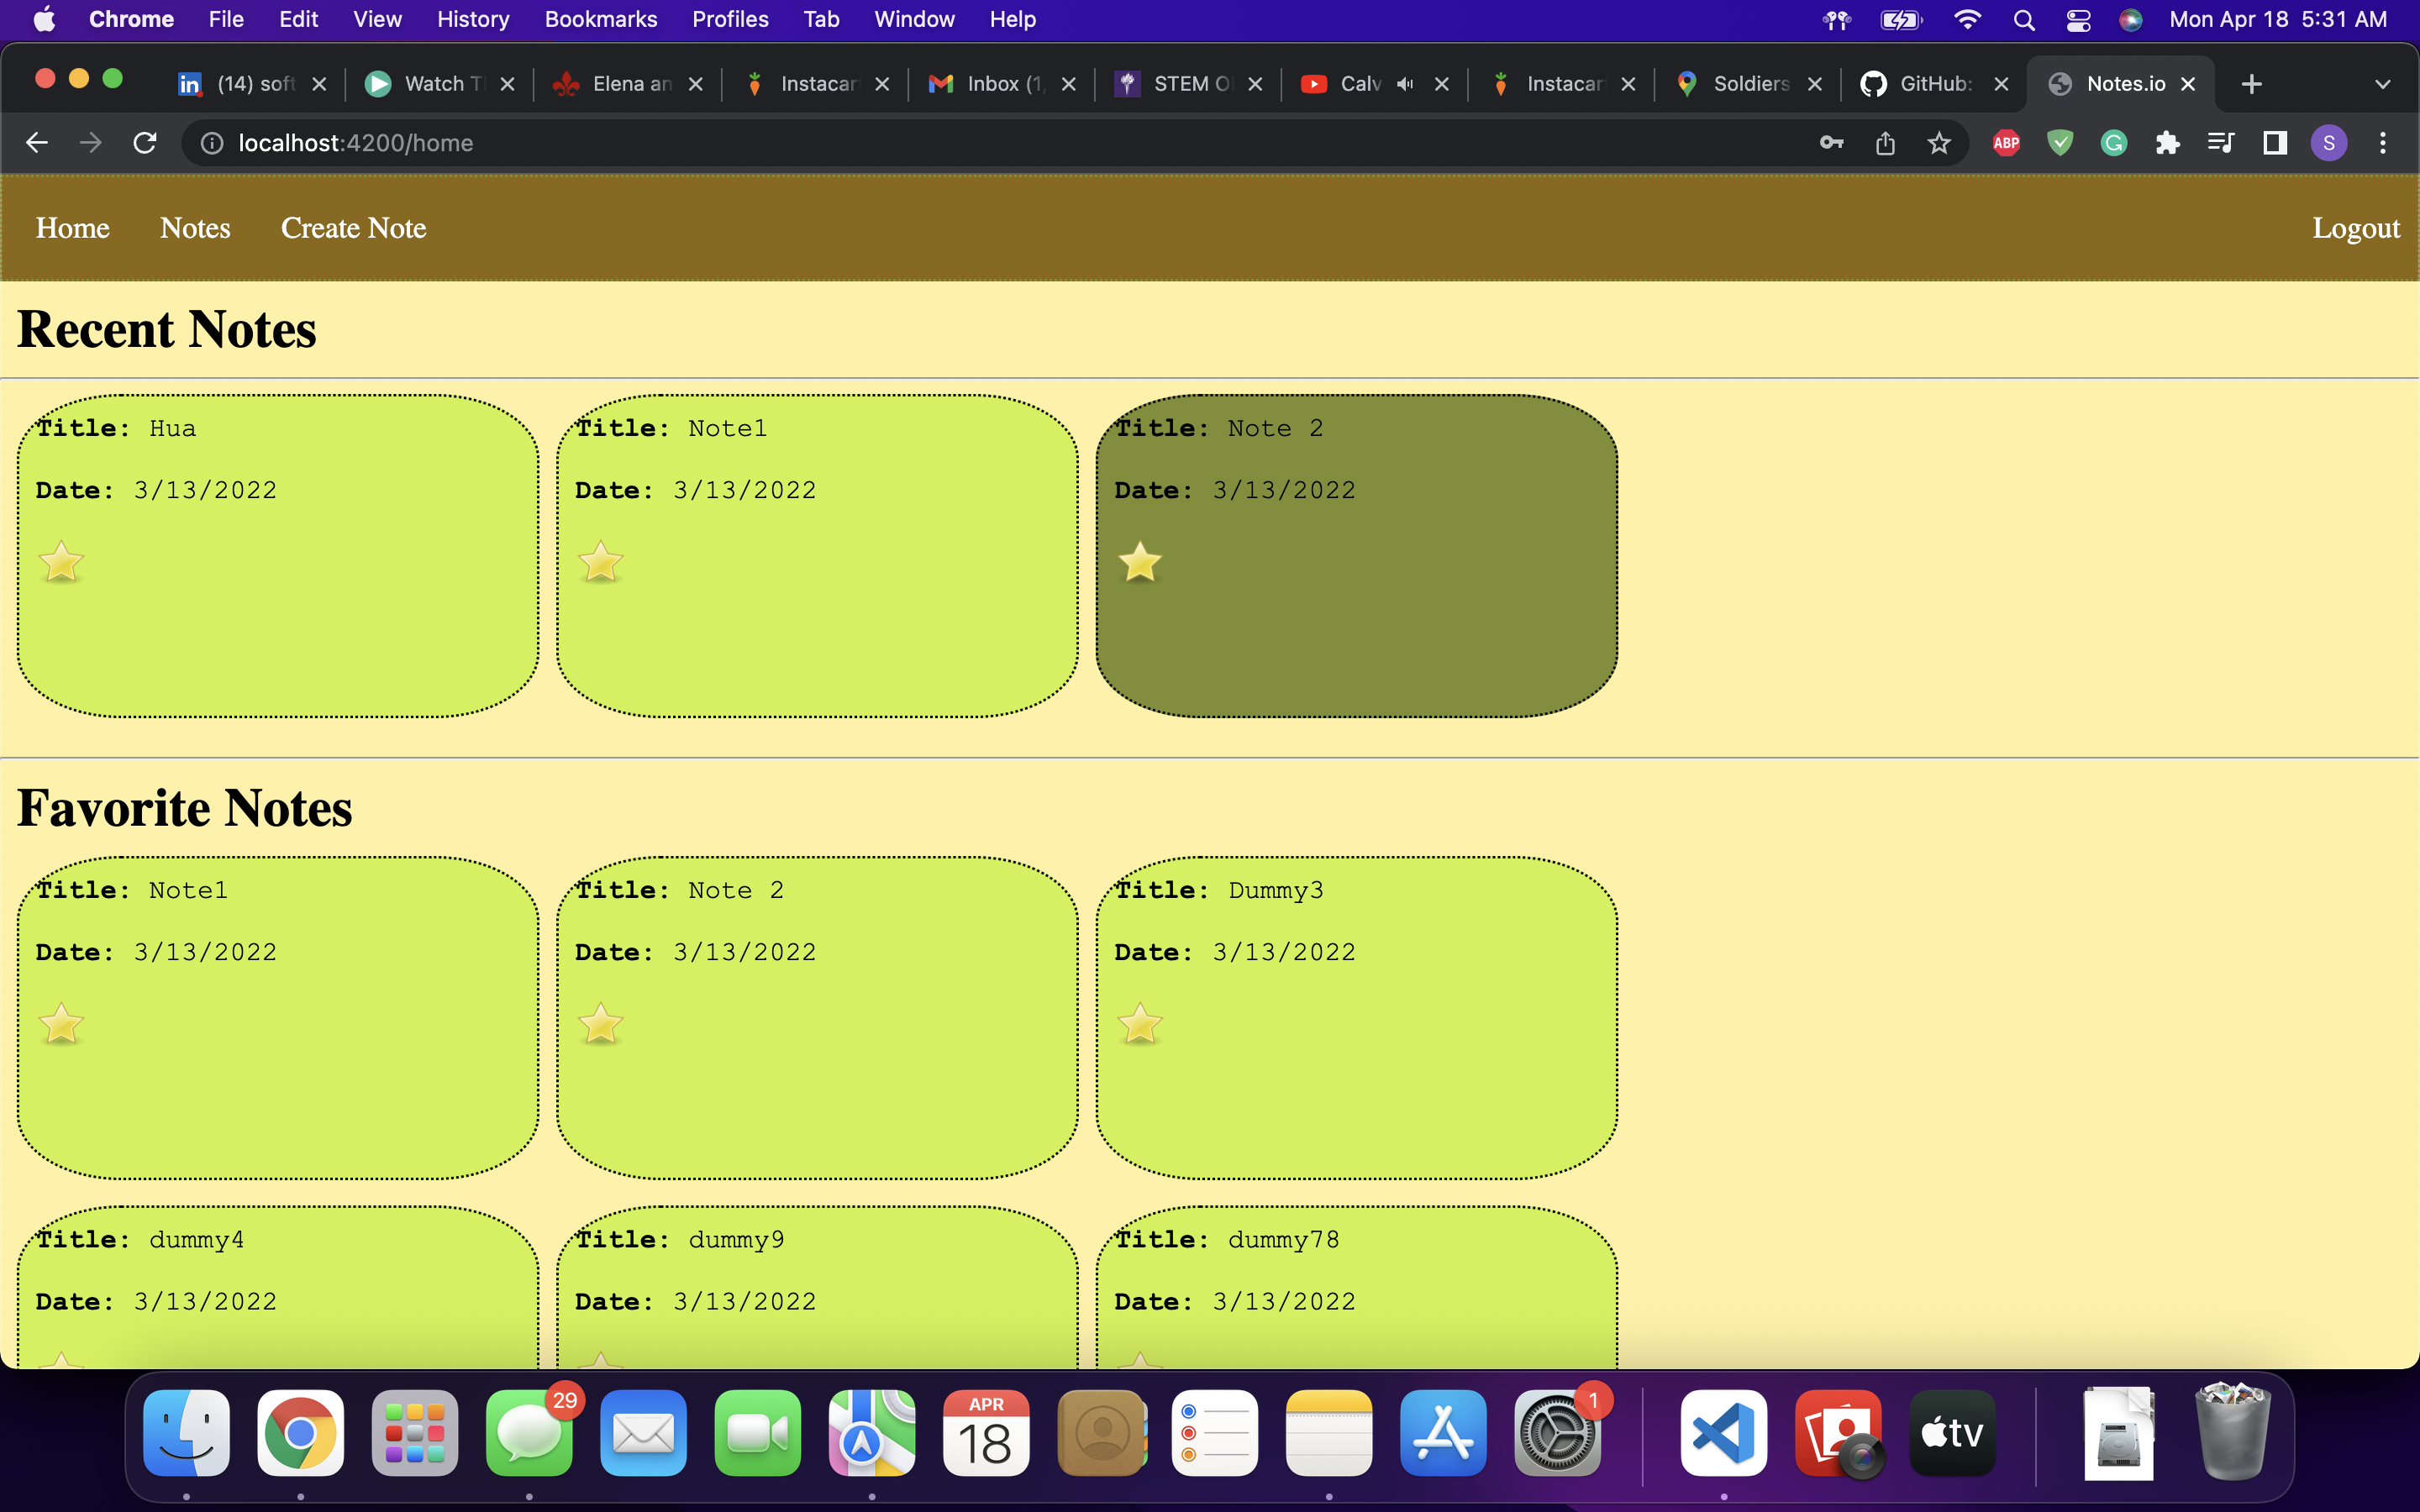 Chrome File Edit View History Bookmarks Profiles Tab Window Help Mon Apr 18 5:31 AM
(14) soft Watch T Elena an Instacar Inbox (1, STEM O Calv Instacar Soldiers GitHub: Notes.io
localhost:4200/home ABP S
Home Notes Create Note Logout
Recent Notes
Title: Hua Title: Note1 Title: Note 2
Date: 3/13/2022 Date: 3/13/2022 Date: 3/13/2022
Favorite Notes
Title: Note1 Title: Note 2 Title: Dummy3
Date: 3/13/2022 Date: 3/13/2022 Date: 3/13/2022
Title: dummy4 Title: dummy9 Title: dummy78
Date: 3/13/2022 Date: 3/13/2022 Date: 3/13/2022
29 APR 18 1 tv